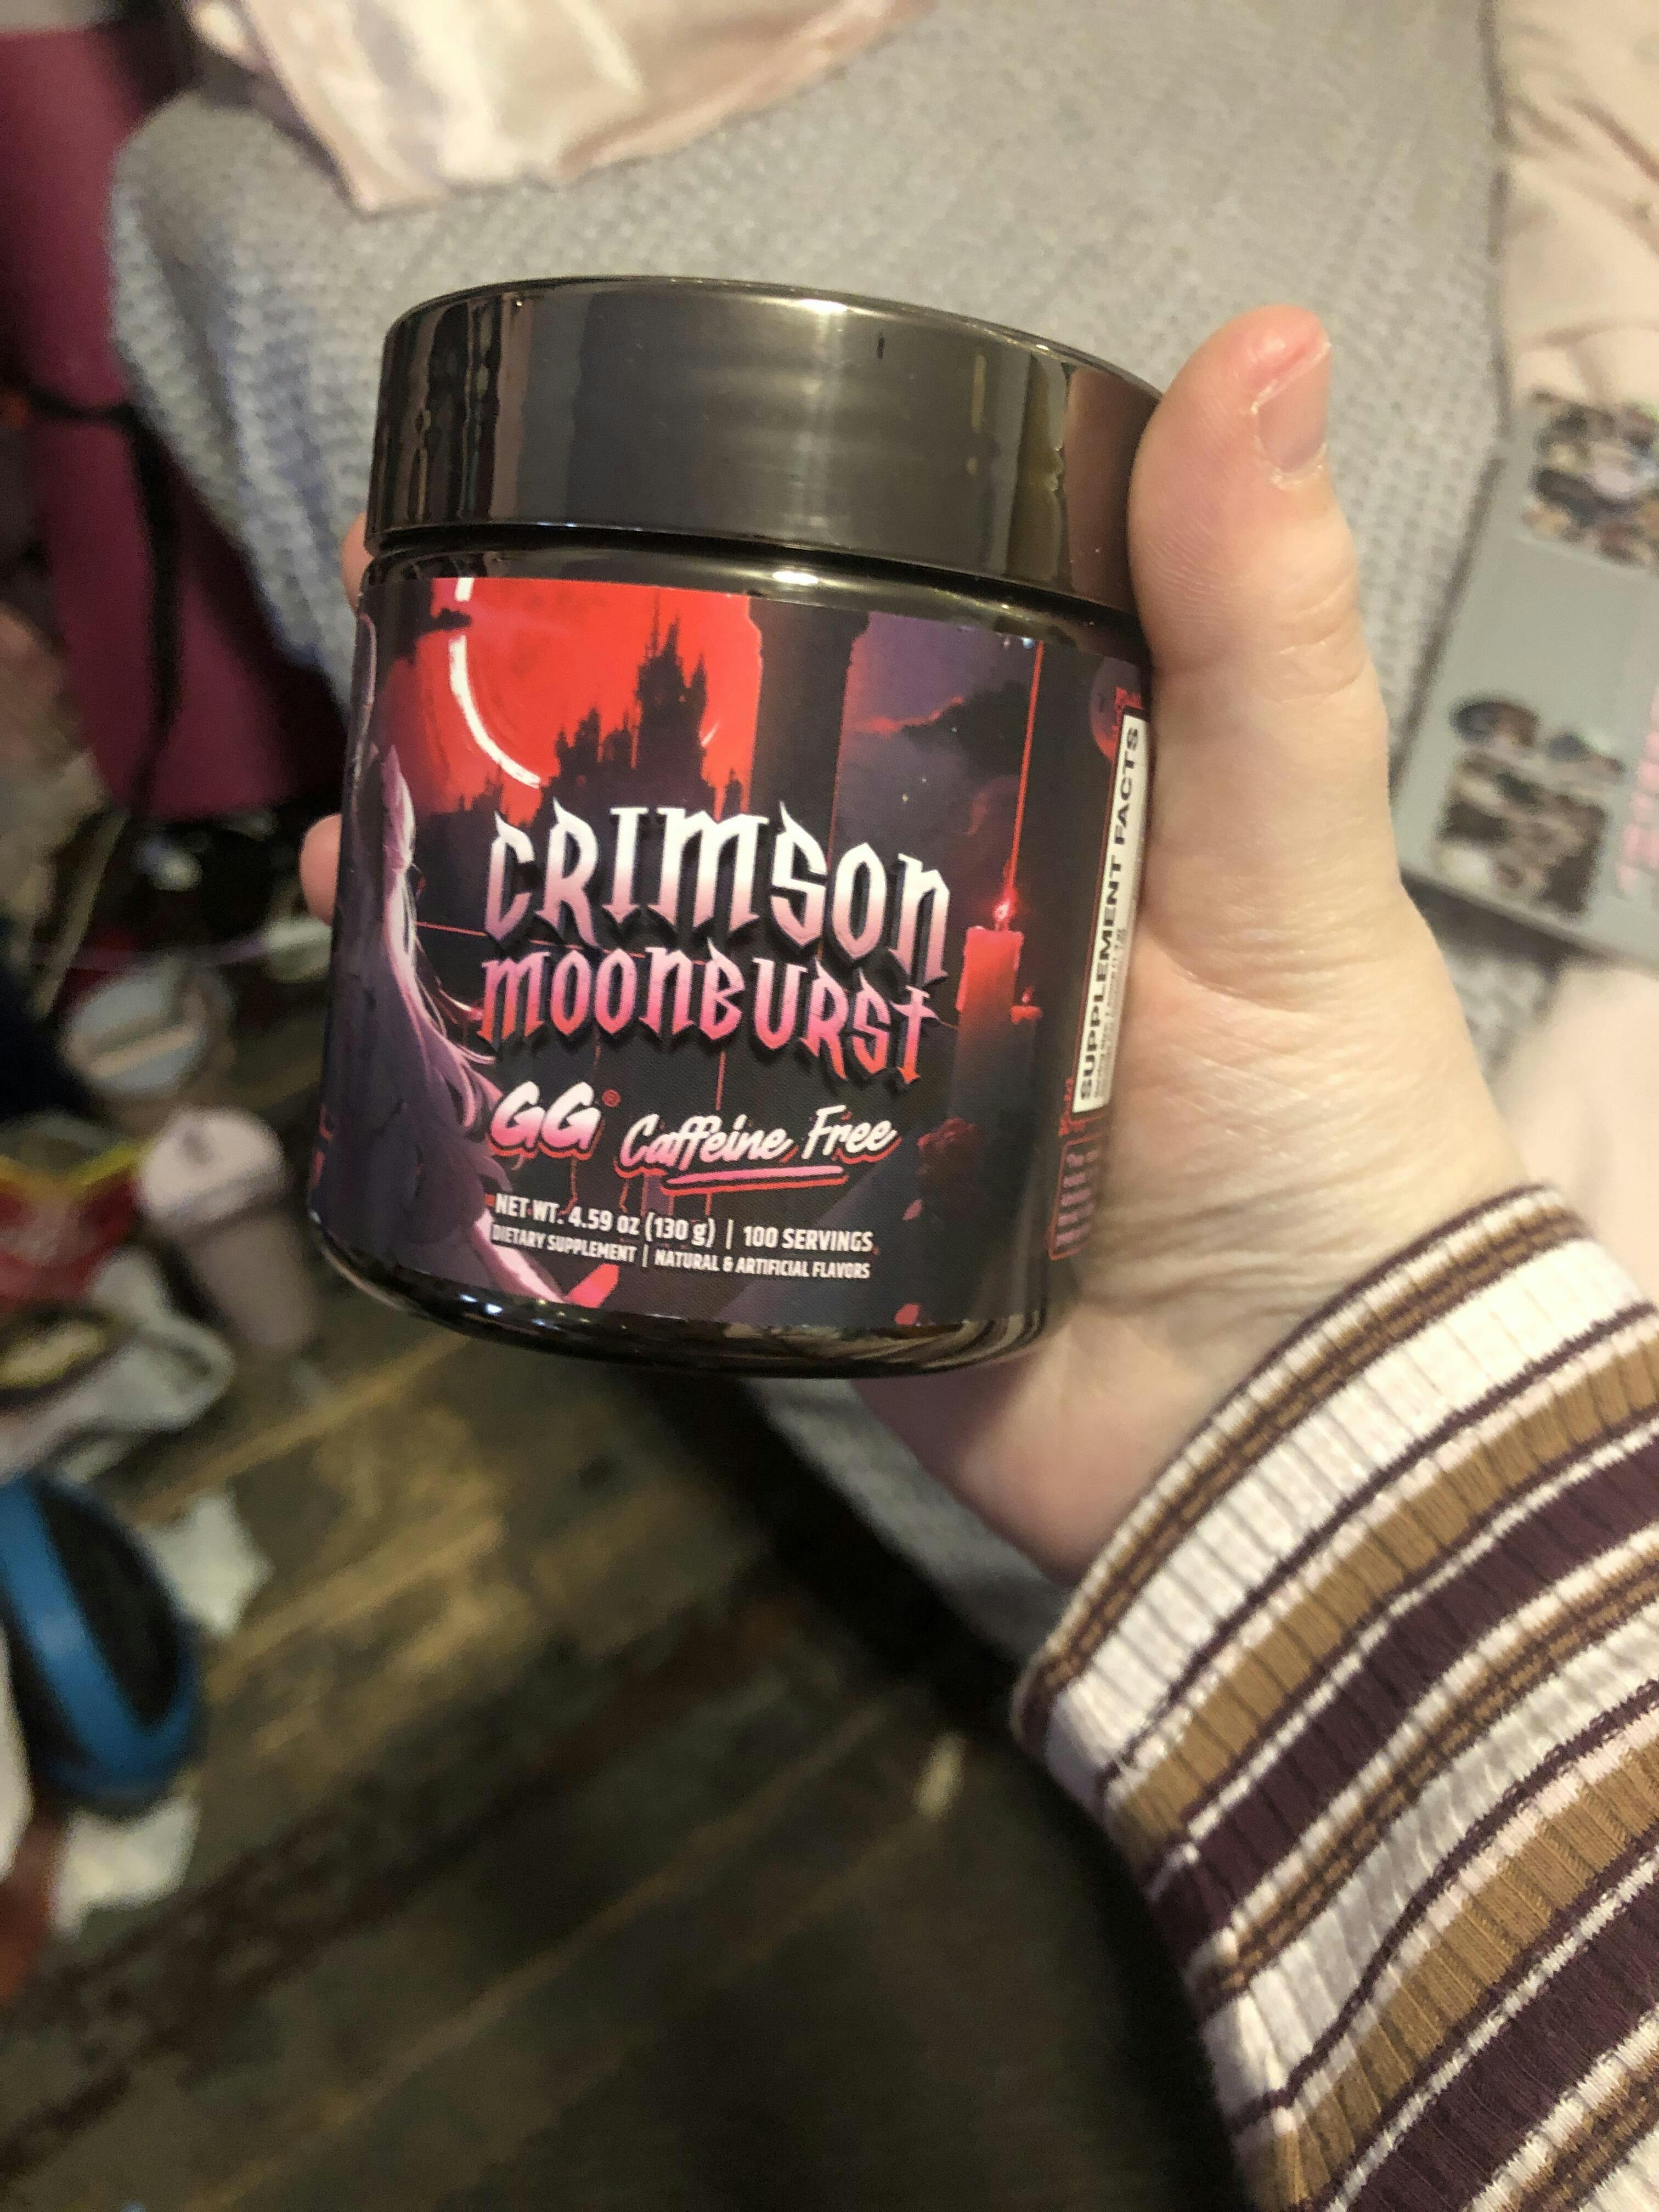 CRIMSON
MOONBURST
GG® Caffeine Free
NET WT. 4.59 oz (130 g) | 100 SERVINGS
DIETARY SUPPLEMENT | NATURAL & ARTIFICIAL FLAVORS
SUPPLEMENT FACTS